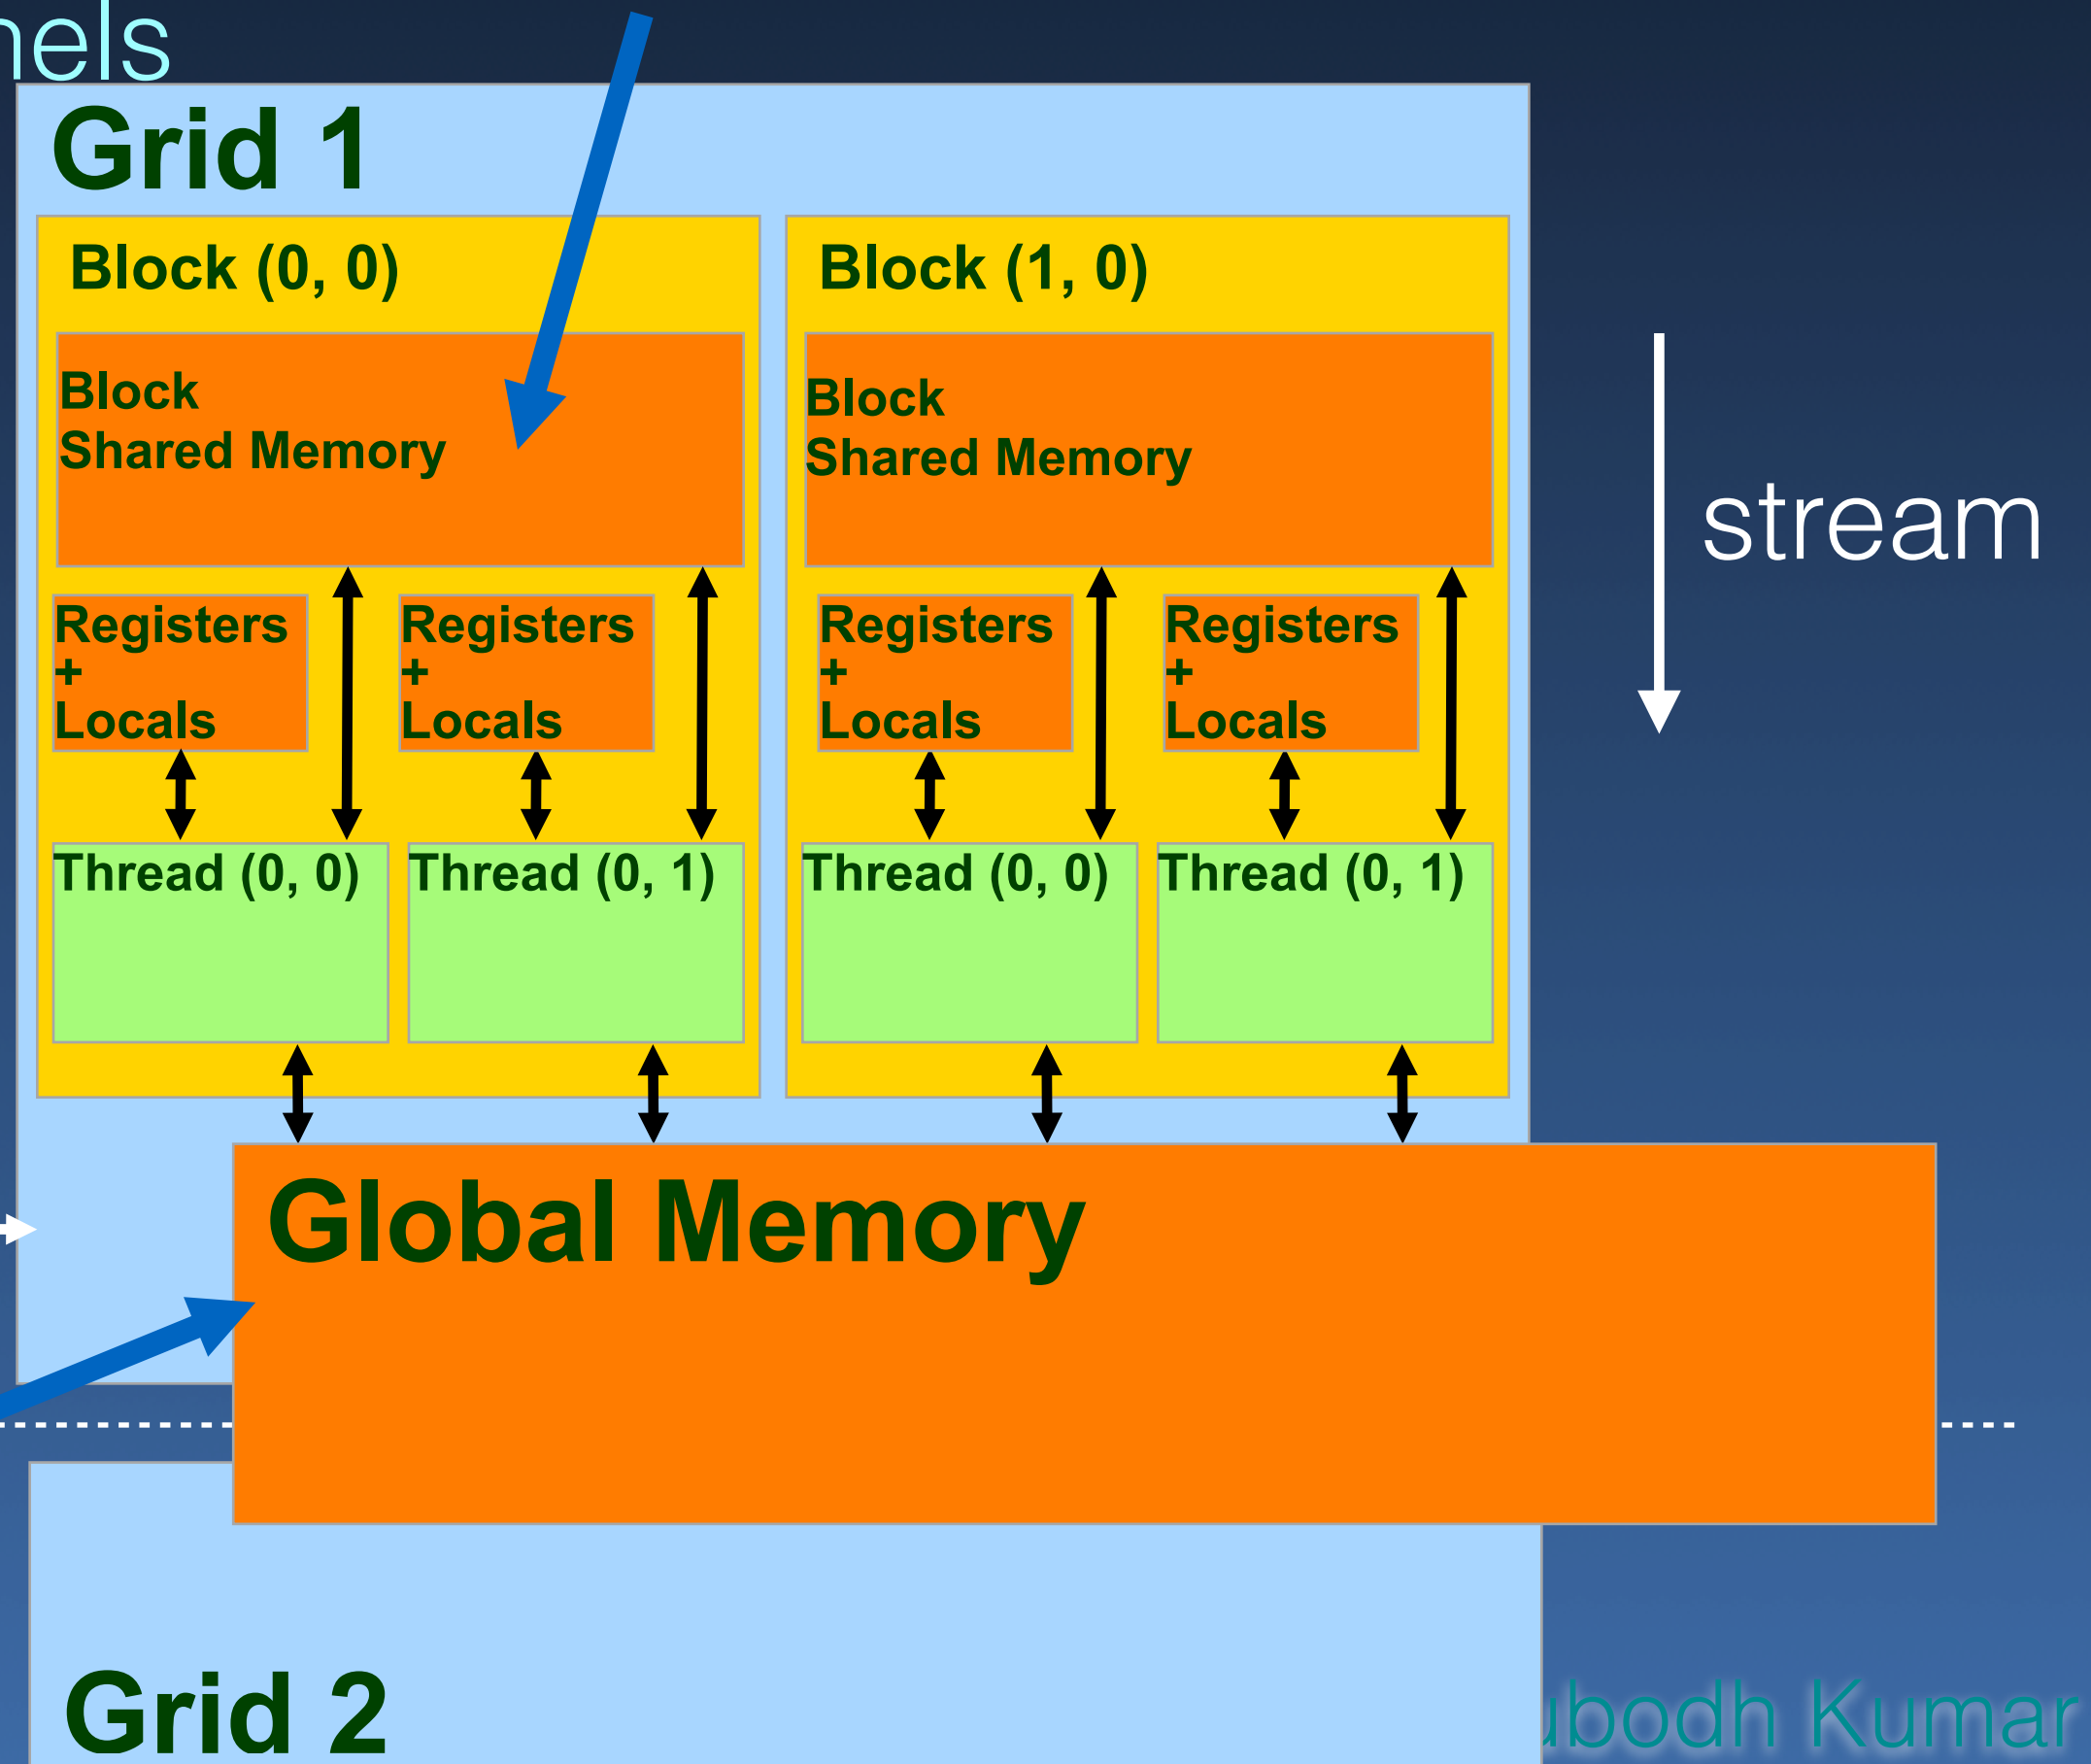 nels
Grid 1
Block (0, 0)
Block
Shared Memory
Registers
+
Locals
Registers
+
Locals
Thread (0, 0)
Thread (0, 1)
Block (1, 0)
Block
Shared Memory
Registers
+
Locals
Registers
+
Locals
Thread (0, 0)
Thread (0, 1)
stream
Global Memory
Grid 2
ubodh Kumar